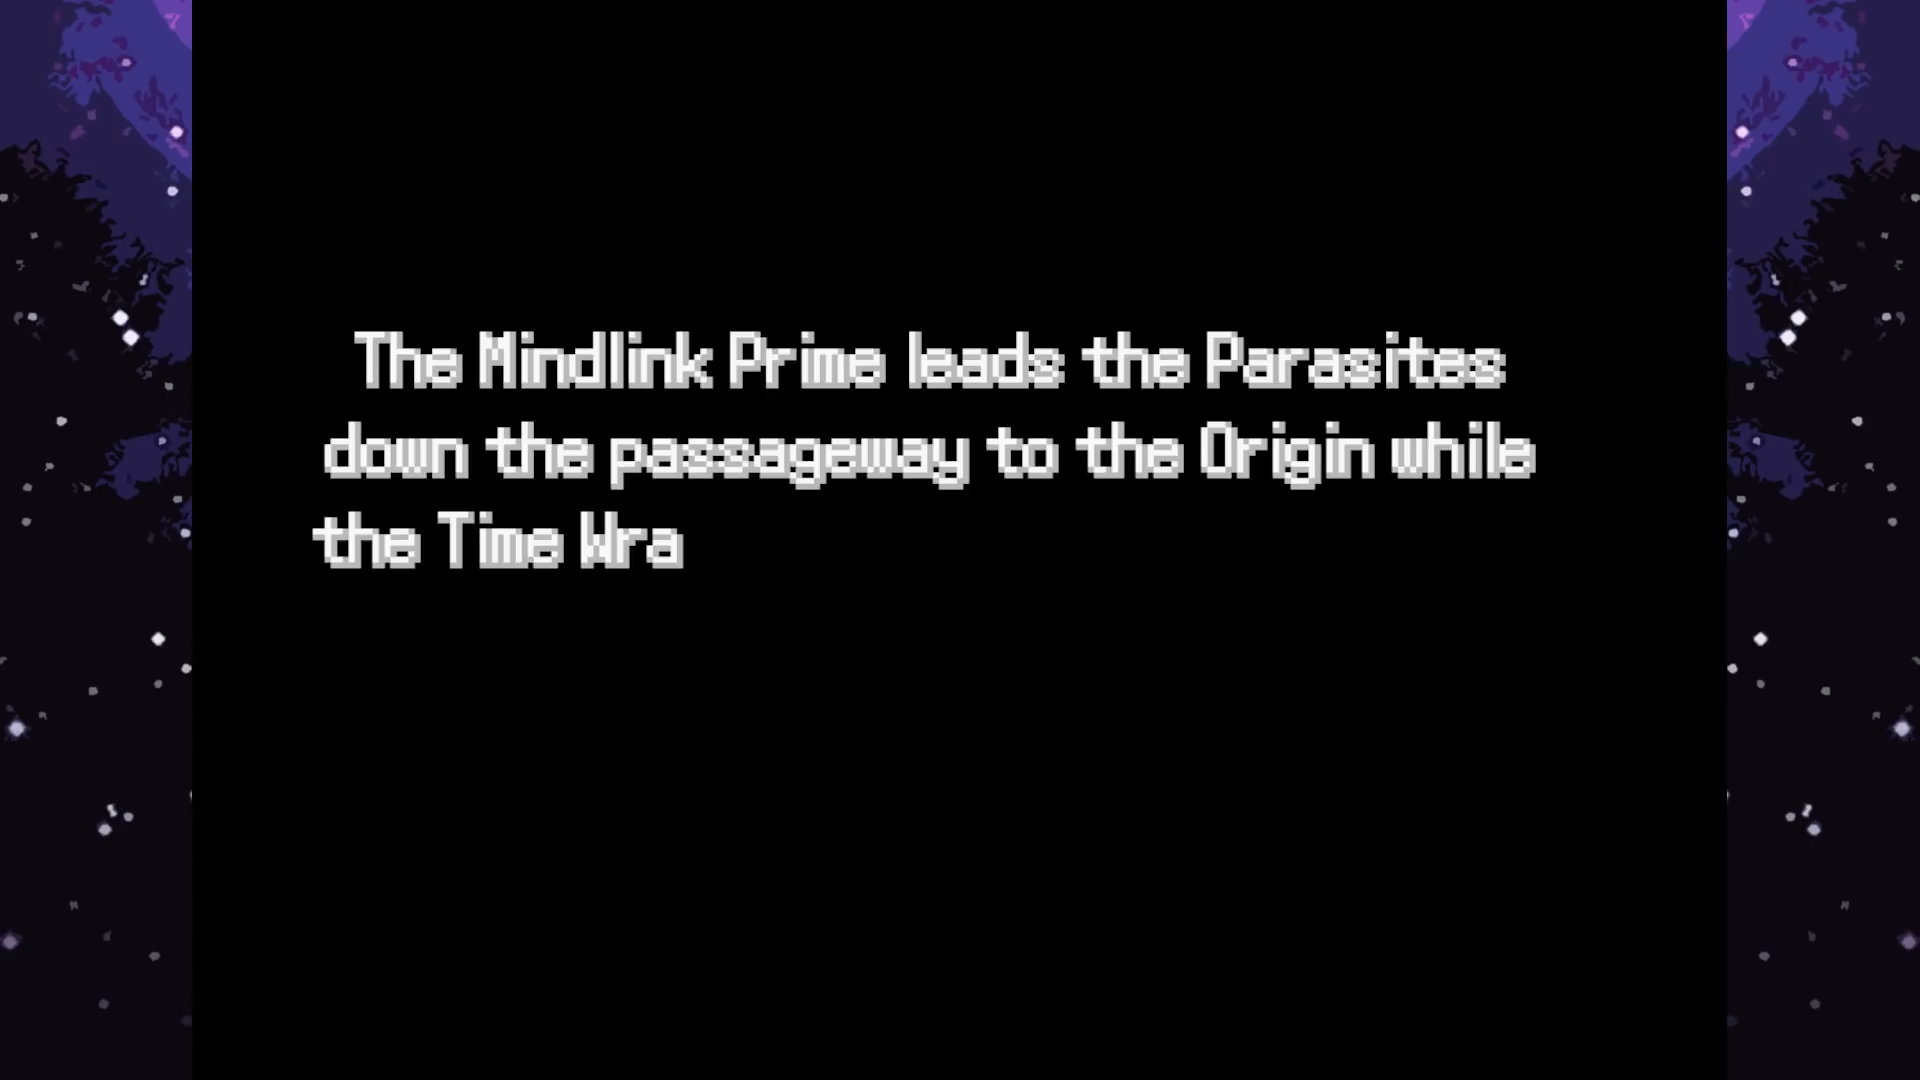 The Mindlink Prime leads the Parasites
down the passageway to the Origin while
the Time Wra